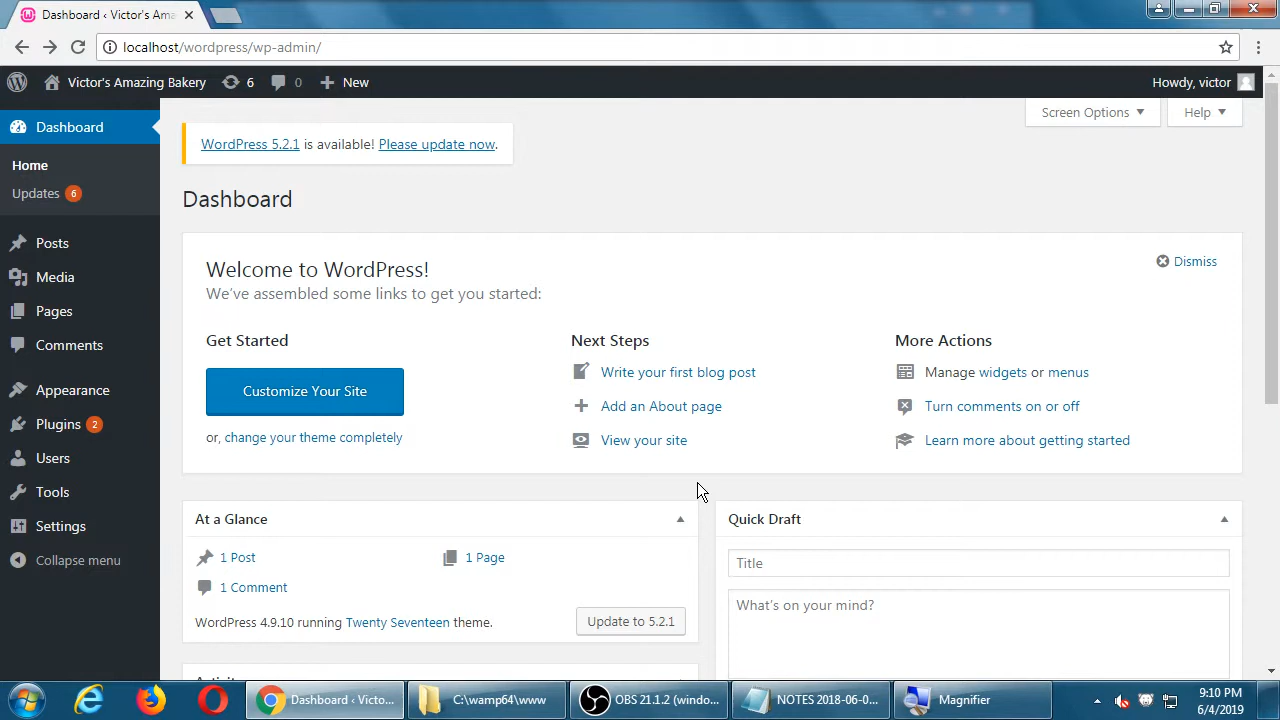 Dashboard ‹ Victor's Ama
localhost/wordpress/wp-admin/
Victor's Amazing Bakery 6 0 New Howdy, victor
Screen Options Help
Dashboard
Home
Updates 6
Posts
Media
Pages
Comments
Appearance
Plugins 2
Users
Tools
Settings
Collapse menu
WordPress 5.2.1 is available! Please update now.
Dashboard
Welcome to WordPress!
Dismiss
We've assembled some links to get you started:
Get Started
Customize Your Site
or, change your theme completely
Next Steps
Write your first blog post
Add an About page
View your site
More Actions
Manage widgets or menus
Turn comments on or off
Learn more about getting started
At a Glance
1 Post
1 Page
1 Comment
WordPress 4.9.10 running Twenty Seventeen theme.
Update to 5.2.1
Quick Draft
Title
What's on your mind?
Dashboard ‹ Victo...
C:\wamp64\www
OBS 21.1.2 (windo...
NOTES 2018-06-0...
Magnifier
9:10 PM
6/4/2019